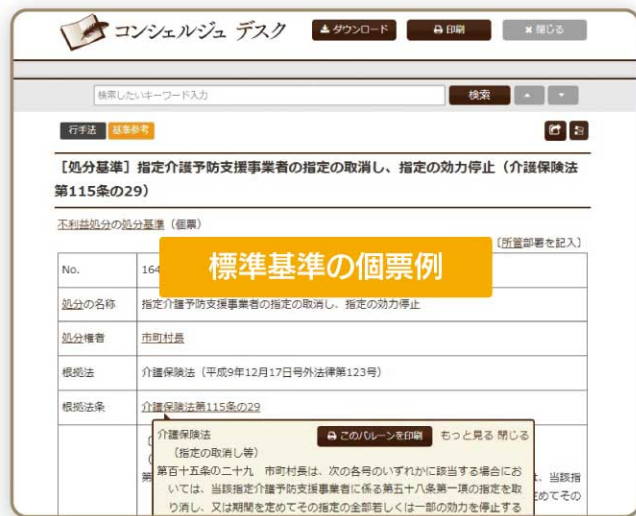 コンシェルジュ デスク
ダウンロード
印刷
× 閉じる
検索したいキーワード入力
検索
行手法
基準参考
［処分基準］指定介護予防支援事業者の指定の取消し、指定の効力停止（介護保険法
第115条の29）
不利益処分の処分基準（個票）
〔所管部署を記入〕
標準基準の個票例
No.
164
処分の名称
指定介護予防支援事業者の指定の取消し、指定の効力停止
処分権者
市町村長
根拠法
介護保険法（平成9年12月17日号外法律第123号）
根拠法条
介護保険法第115条の29
介護保険法
このバルーンを印刷
もっと見る 閉じる
（指定の取消し等）
第百十五条の二十九　市町村長は、次の各号のいずれかに該当する場合にお
いては、当該指定介護予防支援事業者に係る第五十八条第一項の指定を取
り消し、又は期間を定めてその指定の全部若しくは一部の効力を停止する
第
、当該指
定めてその